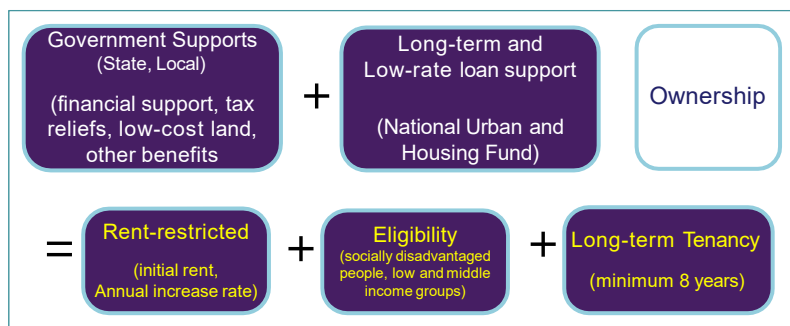 Government Supports
(State, Local)
(financial support, tax
reliefs, low-cost land,
other benefits
+
Long-term and
Low-rate loan support
(National Urban and
Housing Fund)
Ownership
=
Rent-restricted
(initial rent,
Annual increase rate)
+
Eligibility
(socially disadvantaged
people, low and middle
income groups)
+
Long-term Tenancy
(minimum 8 years)